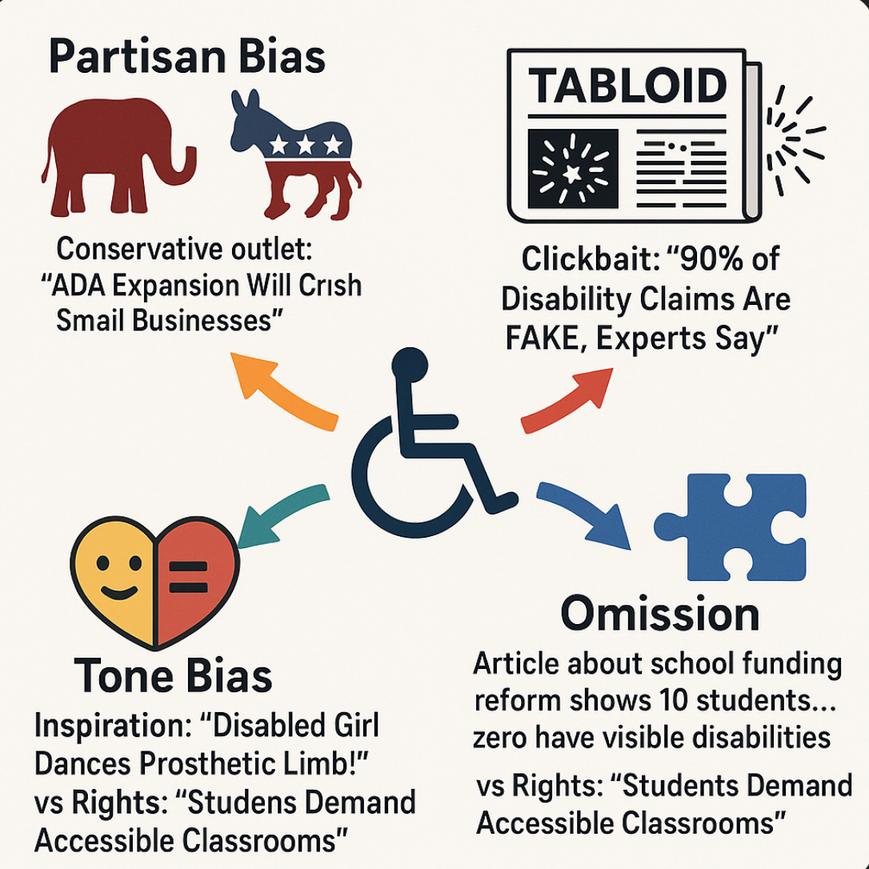 Partisan Bias
Conservative outlet:
“ADA Expansion Will Crısh
Smail Businesses”
TABLOID
Clickbait: “90% of
Disability Claims Are
FAKE, Experts Say”
Tone Bias
Inspiration: “Disabled Girl
Dances Prosthetic Limb!”
vs Rights: “Studens Demand
Accessible Classrooms”
Omission
Article about school funding
reform shows 10 students...
zero have visible disabilities
vs Rights: “Students Demand
Accessible Classrooms”